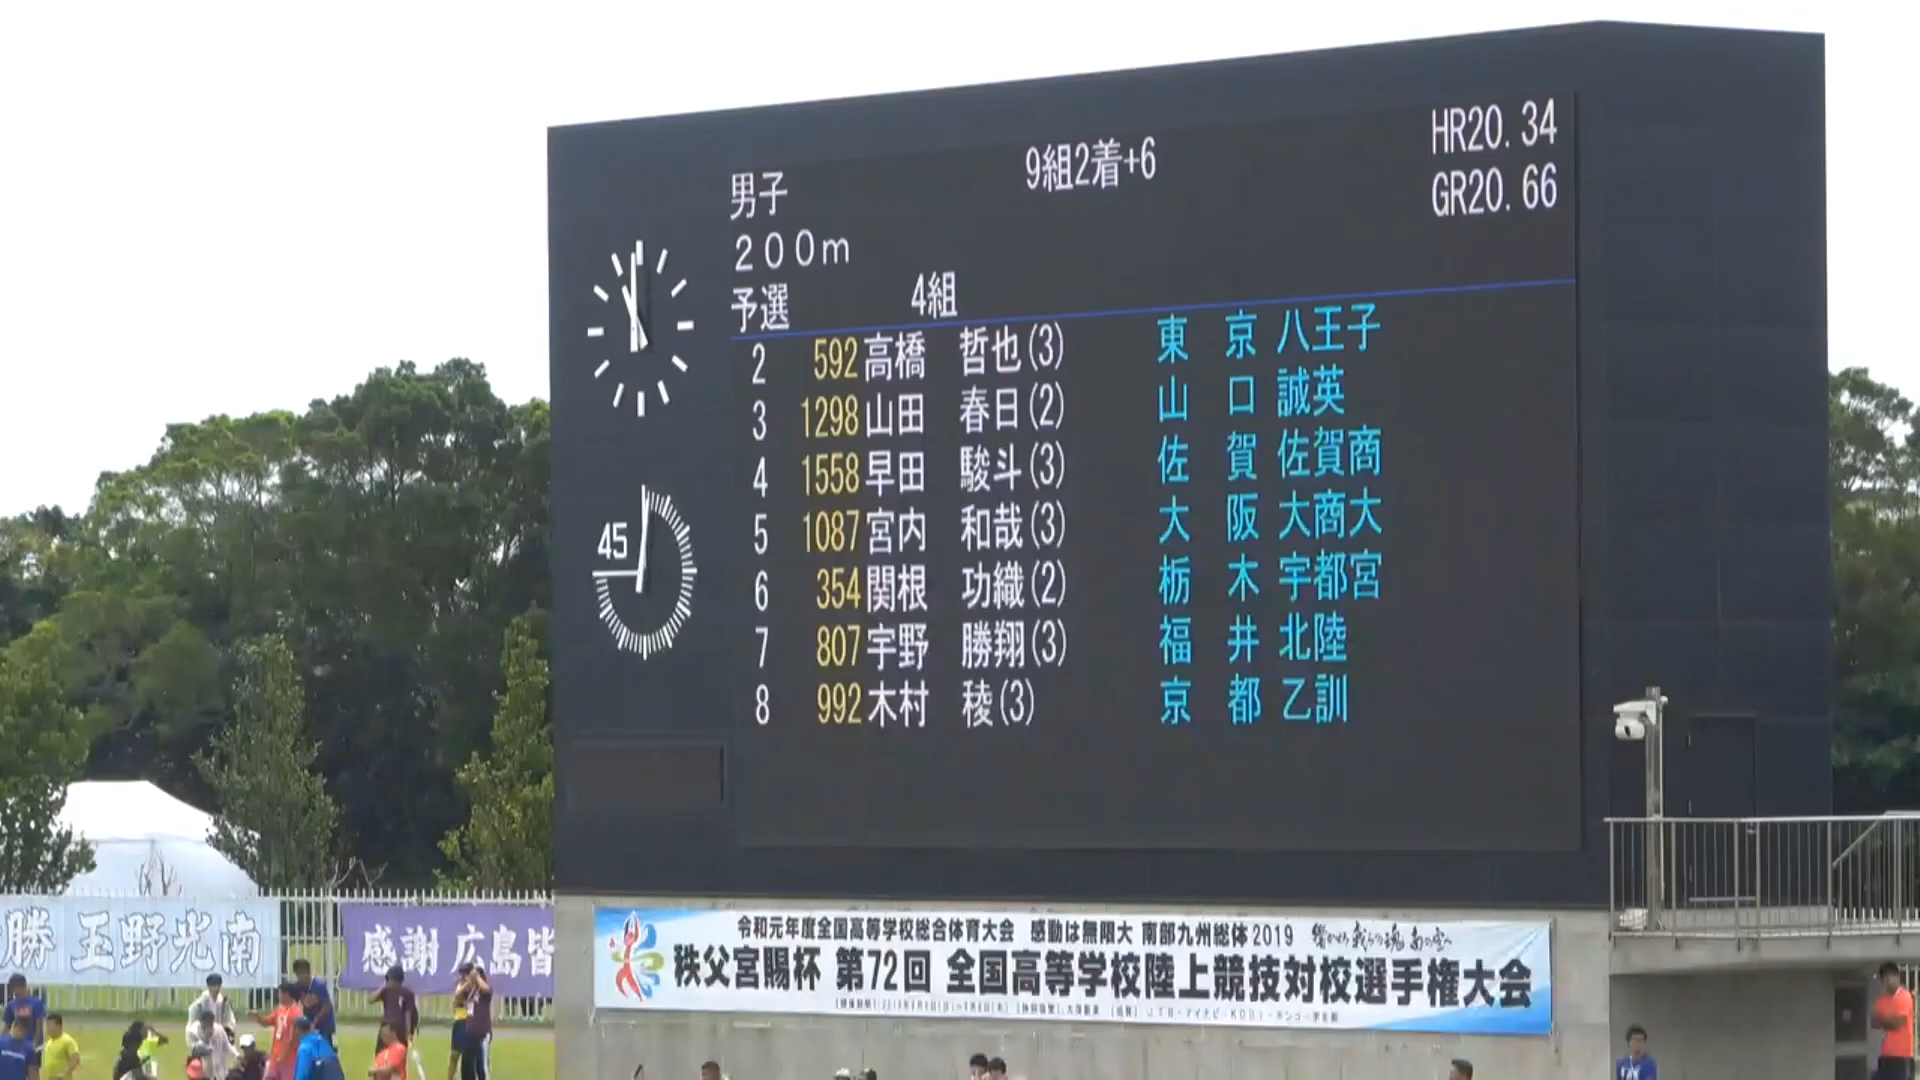 男子 9組2着+6 HR20.34
200m GR20.66
予選 4組
2 592 高橋 哲也(3) 東京 八王子
3 1298 山田 春日(2) 山口 誠英
4 1558 早田 駿斗(3) 佐賀 佐賀商
5 1087 宮内 和哉(3) 大阪 大商大
6 354 関根 功織(2) 栃木 宇都宮
7 807 宇野 勝翔(3) 福井 北陸
8 992 木村 稜(3) 京都 乙訓
45
勝 玉野光南
感謝 広島皆
令和元年度全国高等学校総合体育大会 感動は無限大 南部九州総体2019
秩父宮賜杯 第72回 全国高等学校陸上競技対校選手権大会